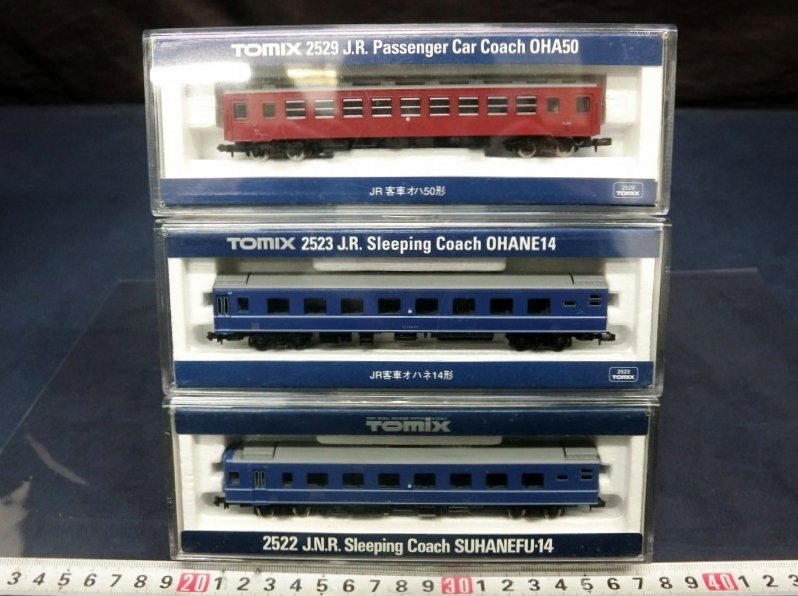 TOMIX 2529 J.R. Passenger Car Coach OHA50
JR 客車オハ50形
2529
TOMIX
TOMIX 2523 J.R. Sleeping Coach OHANE14
JR客車オハネ14形
2523
TOMIX
TOMIX
2522 J.N.R. Sleeping Coach SUHANEFU·14
3 4 5 6 7 8 9 20 1 2 3 4 5 6 7 8 9 30 1 2 3 4 5 6 7 8 9 40 1 2 3